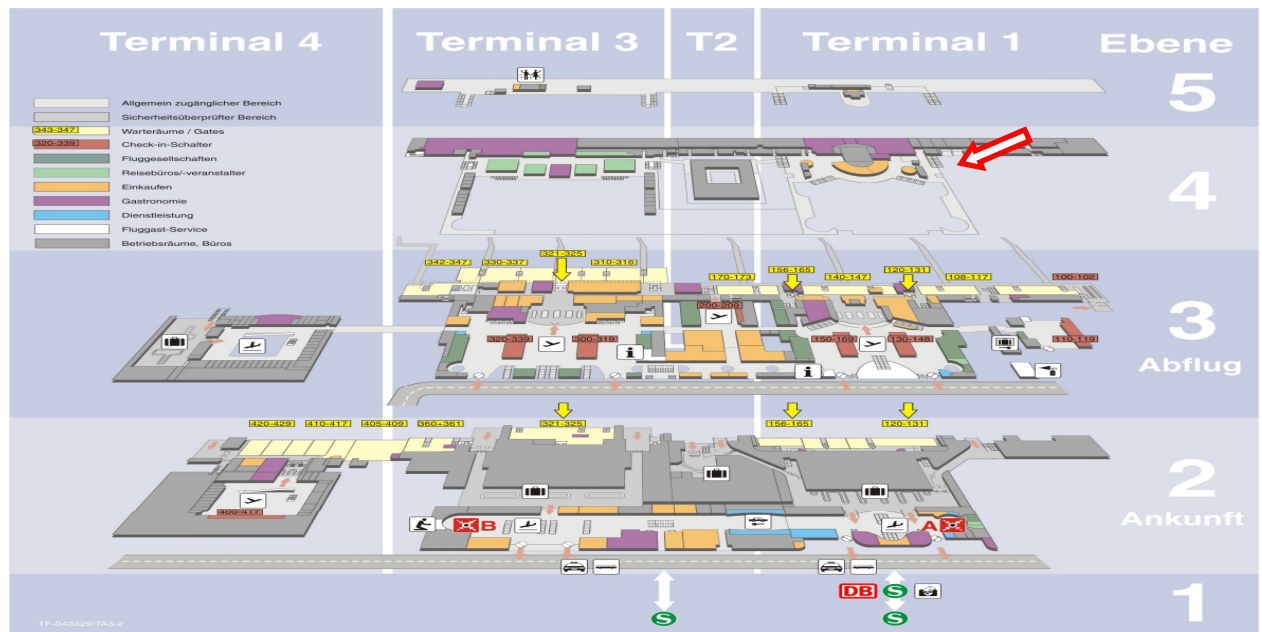 Terminal 4 Terminal 3 T2 Terminal 1 Ebene
5
Allgemein zugänglicher Bereich
Sicherheitsüberprüfter Bereich
343-347 Warteräume / Gates
320-339 Check-in-Schalter
Fluggesellschaften
Reisebüros/-veranstalter
Einkaufen
Gastronomie
Dienstleistung
Fluggast-Service
Betriebsräume, Büros
4
342-347 330-337 321-325 310-316 170-173 156-165 140-147 120-131 108-117 100-102
200-209
320-339 300-319 150-169 130-148 110-119
i
i
3
Abflug
420-429 410-417 405-409 360+361 321-325 156-165 120-131
400-417
B A
2
Ankunft
DB S
S S
1
TF-040329/TA3-2